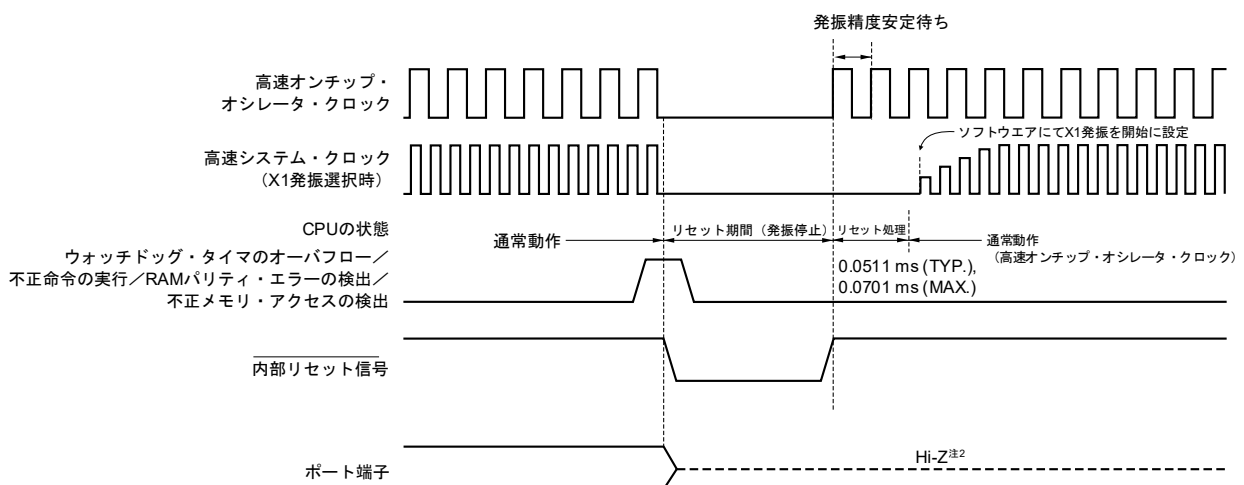 発振精度安定待ち
高速オンチップ・
オシレータ・クロック
ソフトウエアにてX1発振を開始に設定
高速システム・クロック
（X1発振選択時）
CPUの状態
通常動作
リセット期間（発振停止）
リセット処理
通常動作
（高速オンチップ・オシレータ・クロック）
ウォッチドッグ・タイマのオーバフロー／
不正命令の実行／RAMパリティ・エラーの検出／
不正メモリ・アクセスの検出
0.0511 ms (TYP.),
0.0701 ms (MAX.)
内部リセット信号
ポート端子
Hi-Z注2